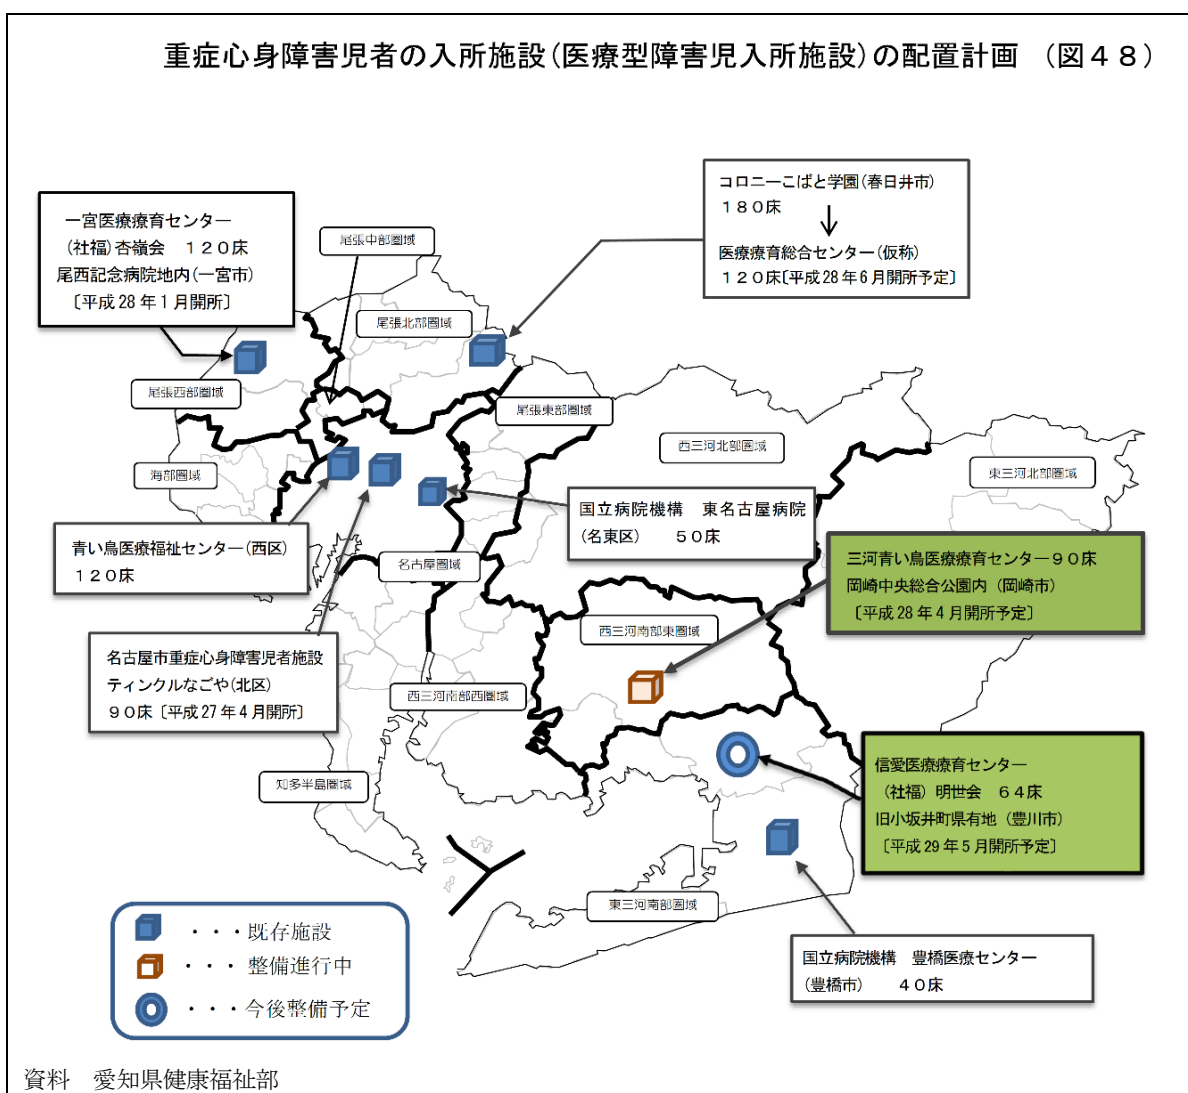 重症心身障害児者の入所施設(医療型障害児入所施設)の配置計画 (図48)
コロニーこばと学園(春日井市)
180床
↓
医療療育総合センター(仮称)
120床〔平成28年6月開所予定〕
一宮医療療育センター
(社福)杏嶺会 120床
尾西記念病院地内(一宮市)
〔平成28年1月開所〕
尾張中部圏域
尾張北部圏域
尾張西部圏域
尾張東部圏域
西三河北部圏域
東三河北部圏域
海部圏域
国立病院機構 東名古屋病院
(名東区) 50床
青い鳥医療福祉センター(西区)
120床
名古屋圏域
三河青い鳥医療療育センター90床
岡崎中央総合公園内(岡崎市)
〔平成28年4月開所予定〕
西三河南部東圏域
名古屋市重症心身障害児者施設
ティンクルなごや(北区)
90床〔平成27年4月開所〕
西三河南部西圏域
知多半島圏域
信愛医療療育センター
(社福)明世会 64床
旧小坂井町県有地(豊川市)
〔平成29年5月開所予定〕
東三河南部圏域
国立病院機構 豊橋医療センター
(豊橋市) 40床
・・・既存施設
・・・ 整備進行中
・・・今後整備予定
資料 愛知県健康福祉部